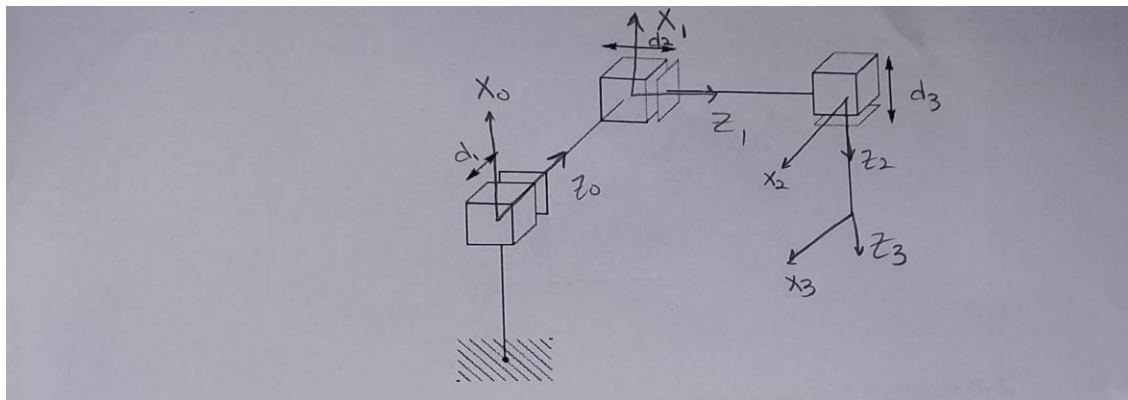 X₁
d₂
X₀
d₁
Z₀
Z₁
d₃
x₂
Z₂
x₃
Z₃